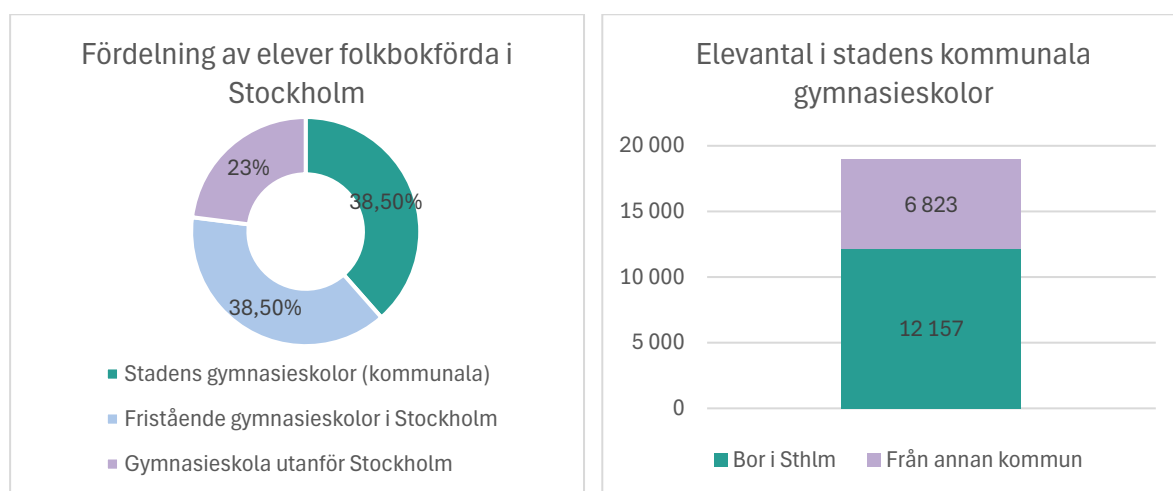 Fördelning av elever folkbokförda i
Stockholm
23%
38,50%
38,50%
Stadens gymnasieskolor (kommunala)
Fristående gymnasieskolor i Stockholm
Gymnasieskola utanför Stockholm
Elevantal i stadens kommunala
gymnasieskolor
20 000
15 000
10 000
5 000
0
6 823
12 157
Bor i Sthlm
Från annan kommun